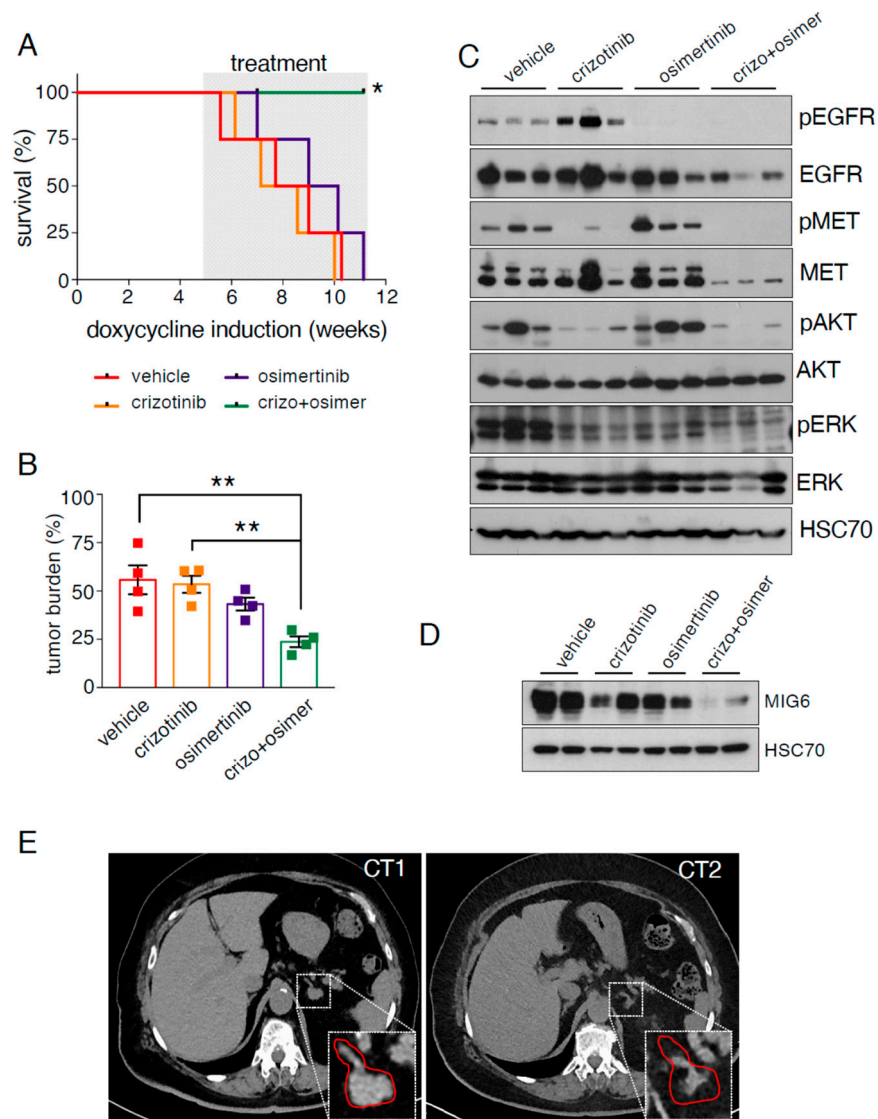 A
treatment
*
100
75
50
25
0
survival (%)
0 2 4 6 8 10 12
doxycycline induction (weeks)
vehicle osimertinib
crizotinib crizo+osimer
B
**
**
100
75
50
25
0
tumor burden (%)
vehicle
crizotinib
osimertinib
crizo+osimer
C
vehicle crizotinib osimertinib crizo+osimer
pEGFR
EGFR
pMET
MET
pAKT
AKT
pERK
ERK
HSC70
D
vehicle crizotinib osimertinib crizo+osimer
MIG6
HSC70
E
CT1 CT2